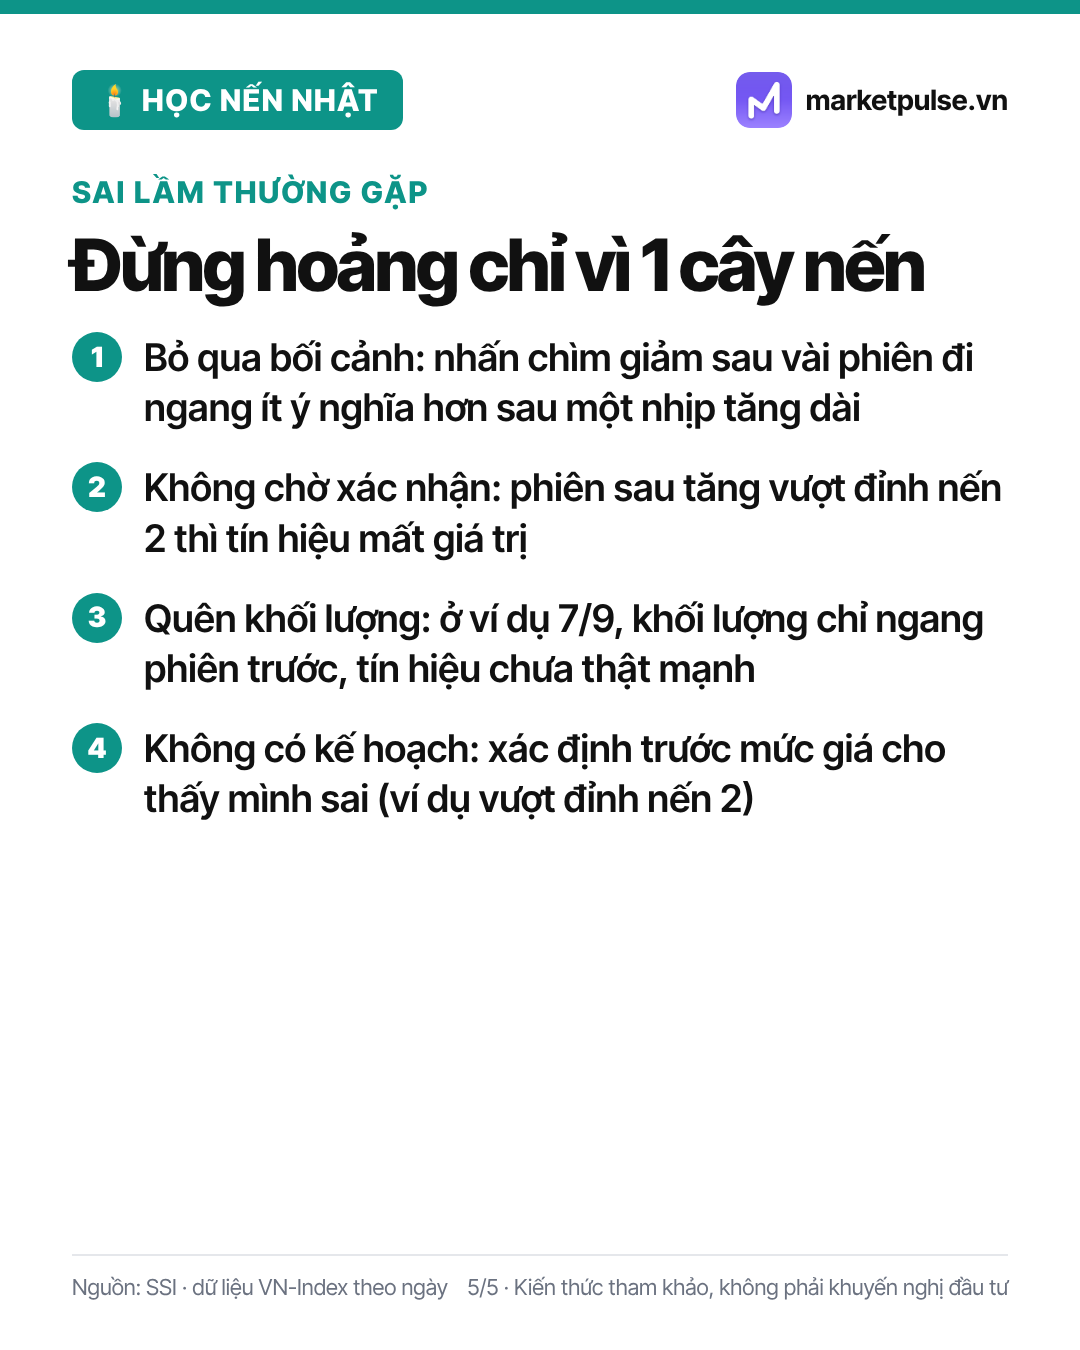 HỌC NẾN NHẬT
marketpulse.vn
SAI LẦM THƯỜNG GẶP
Đừng hoảng chỉ vì 1 cây nến
1 Bỏ qua bối cảnh: nhấn chìm giảm sau vài phiên đi
ngang ít ý nghĩa hơn sau một nhịp tăng dài
2 Không chờ xác nhận: phiên sau tăng vượt đỉnh nến
2 thì tín hiệu mất giá trị
3 Quên khối lượng: ở ví dụ 7/9, khối lượng chỉ ngang
phiên trước, tín hiệu chưa thật mạnh
4 Không có kế hoạch: xác định trước mức giá cho
thấy mình sai (ví dụ vượt đỉnh nến 2)
Nguồn: SSI · dữ liệu VN-Index theo ngày
5/5 · Kiến thức tham khảo, không phải khuyến nghị đầu tư